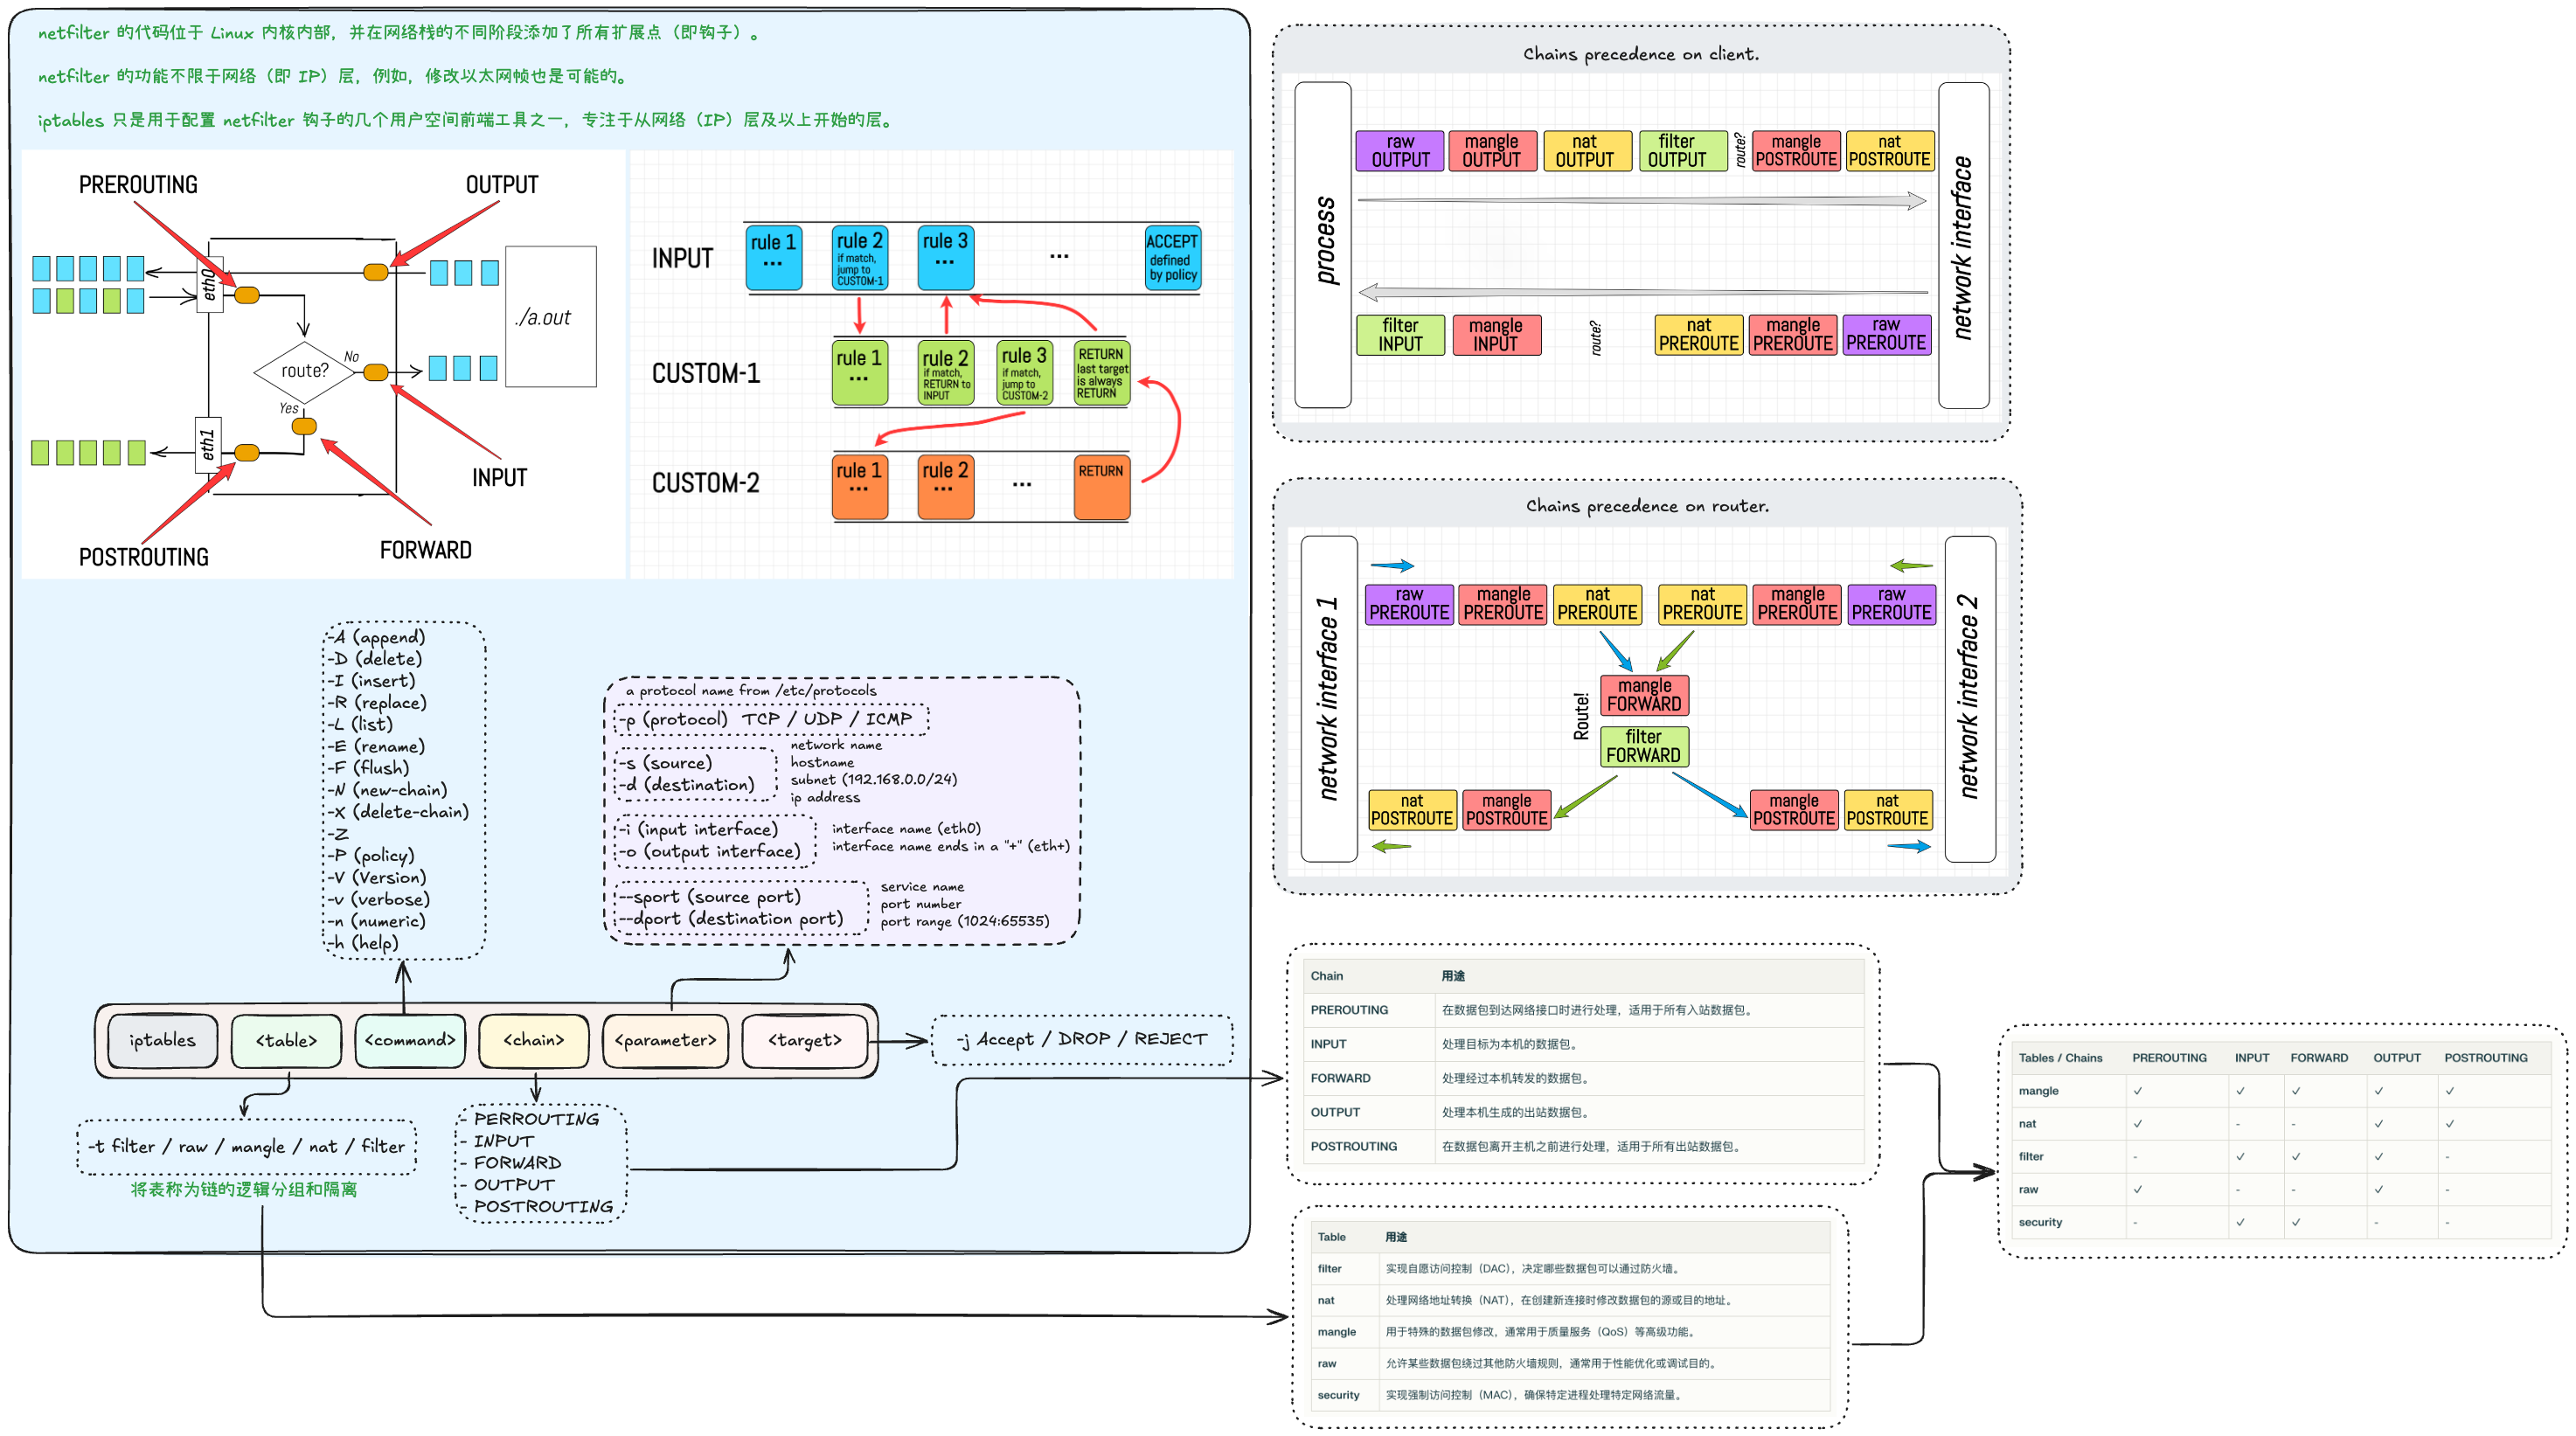 netfilter 的代码位于 Linux 内核内部，并在网络栈的不同阶段添加了所有扩展点（即钩子）。
netfilter 的功能不限于网络（即 IP）层，例如，修改以太网帧也是可能的。
iptables 只是用于配置 netfilter 钩子的几个用户空间前端工具之一，专注于从网络（IP）层及以上开始的层。
PREROUTING
OUTPUT
eth0
./a.out
route?
No
Yes
eth1
INPUT
FORWARD
POSTROUTING
INPUT
rule 1
...
rule 2
if match,
jump to
CUSTOM-1
rule 3
...
...
ACCEPT
defined
by policy
CUSTOM-1
rule 1
...
rule 2
if match,
RETURN to
INPUT
rule 3
if match,
jump to
CUSTOM-2
RETURN
last target
is always
RETURN
CUSTOM-2
rule 1
...
rule 2
...
...
RETURN
-A (append)
-D (delete)
-I (insert)
-R (replace)
-L (list)
-E (rename)
-F (flush)
-N (new-chain)
-X (delete-chain)
-Z
-P (policy)
-V (Version)
-v (verbose)
-n (numeric)
-h (help)
a protocol name from /etc/protocols
-p (protocol) TCP / UDP / ICMP
-s (source)
-d (destination)
network name
hostname
subnet (192.168.0.0/24)
ip address
-i (input interface)
-o (output interface)
interface name (eth0)
interface name ends in a "+" (eth+)
--sport (source port)
--dport (destination port)
service name
port number
port range (1024:65535)
iptables
<table>
<command>
<chain>
<parameter>
<target>
-j Accept / DROP / REJECT
-t filter / raw / mangle / nat / filter
将表称为链的逻辑分组和隔离
- PERROUTING
- INPUT
- FORWARD
- OUTPUT
- POSTROUTING
Chains precedence on client.
process
raw
OUTPUT
mangle
OUTPUT
nat
OUTPUT
filter
OUTPUT
route?
mangle
POSTROUTE
nat
POSTROUTE
network interface
filter
INPUT
mangle
INPUT
route?
nat
PREROUTE
mangle
PREROUTE
raw
PREROUTE
Chains precedence on router.
network interface 1
raw
PREROUTE
mangle
PREROUTE
nat
PREROUTE
nat
PREROUTE
mangle
PREROUTE
raw
PREROUTE
network interface 2
Route!
mangle
FORWARD
filter
FORWARD
nat
POSTROUTE
mangle
POSTROUTE
mangle
POSTROUTE
nat
POSTROUTE
Chain 用途
PREROUTING 在数据包到达网络接口时进行处理，适用于所有入站数据包。
INPUT 处理目标为本机的数据包。
FORWARD 处理经过本机转发的数据包。
OUTPUT 处理本机生成的出站数据包。
POSTROUTING 在数据包离开主机之前进行处理，适用于所有出站数据包。
Table 用途
filter 实现自愿访问控制（DAC），决定哪些数据包可以通过防火墙。
nat 处理网络地址转换（NAT），在创建新连接时修改数据包的源或目的地址。
mangle 用于特殊的数据包修改，通常用于质量服务（QoS）等高级功能。
raw 允许某些数据包绕过其他防火墙规则，通常用于性能优化或调试目的。
security 实现强制访问控制（MAC），确保特定进程处理特定网络流量。
Tables / Chains PREROUTING INPUT FORWARD OUTPUT POSTROUTING
mangle ✓ ✓ ✓ ✓ ✓
nat ✓ - - ✓ ✓
filter - ✓ ✓ ✓ -
raw ✓ - - ✓ -
security - ✓ ✓ - -